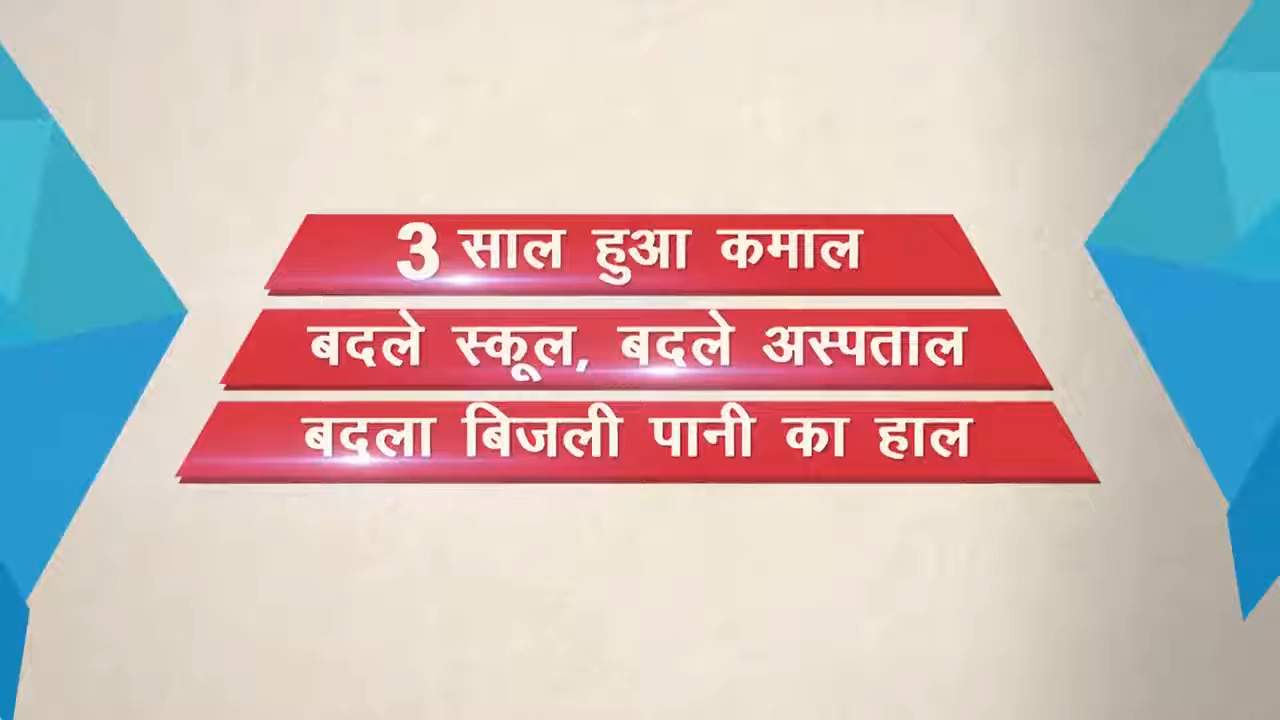 3 साल हुआ कमाल
बदले स्कूल, बदले अस्पताल
बदला बिजली पानी का हाल